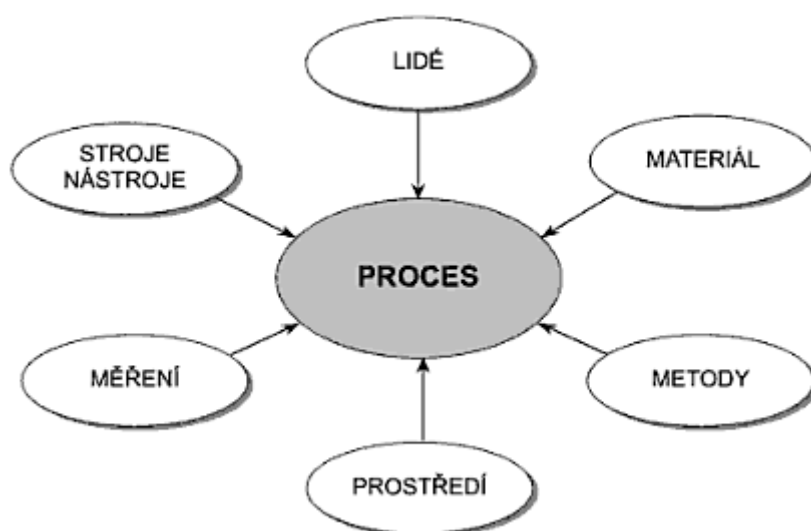 LIDÉ
STROJE
NÁSTROJE
MATERIÁL
PROCES
MĚŘENÍ
METODY
PROSTŘEDÍ